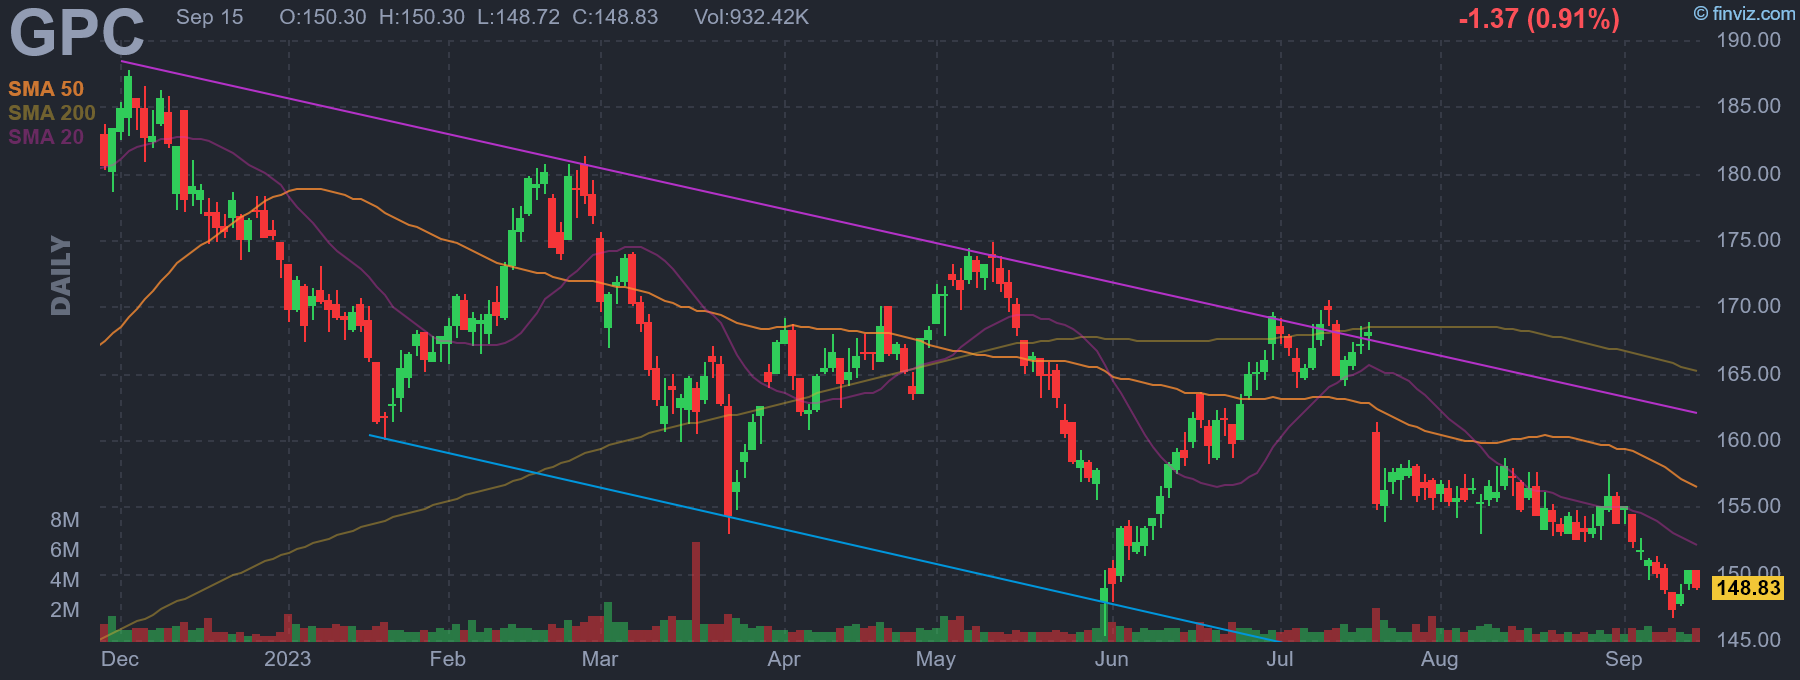 GPC Sep 15 O:150.30 H:150.30 L:148.72 C:148.83 Vol:932.42K -1.37 (0.91%) © finviz.com
SMA 50
SMA 200
SMA 20
DAILY
190.00
185.00
180.00
175.00
170.00
165.00
160.00
155.00
150.00
148.83
145.00
8M
6M
4M
2M
Dec 2023 Feb Mar Apr May Jun Jul Aug Sep